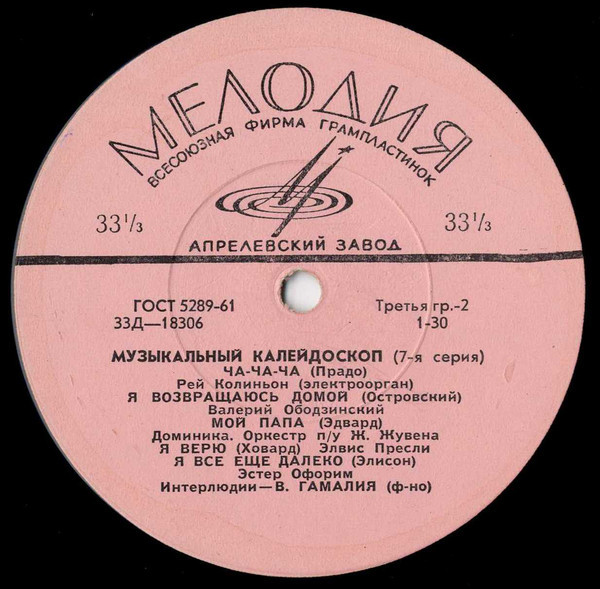 МЕЛОДИЯ
ВСЕСОЮЗНАЯ ФИРМА ГРАМПЛАСТИНОК
33 1/3 33 1/3
АПРЕЛЕВСКИЙ ЗАВОД
ГОСТ 5289-61 Третья гр.-2
33Д—18306 1-30
МУЗЫКАЛЬНЫЙ КАЛЕЙДОСКОП (7-я серия)
ЧА-ЧА-ЧА (Прадо)
Рей Колиньон (электроорган)
Я ВОЗВРАЩАЮСЬ ДОМОЙ (Островский)
Валерий Ободзинский
МОЙ ПАПА (Эдвард)
Доминика. Оркестр п/у Ж. Жувена
Я ВЕРЮ (Ховард) Элвис Пресли
Я ВСЕ ЕЩЕ ДАЛЕКО (Элисон)
Эстер Офорим
Интерлюдии—В. ГАМАЛИЯ (ф-но)